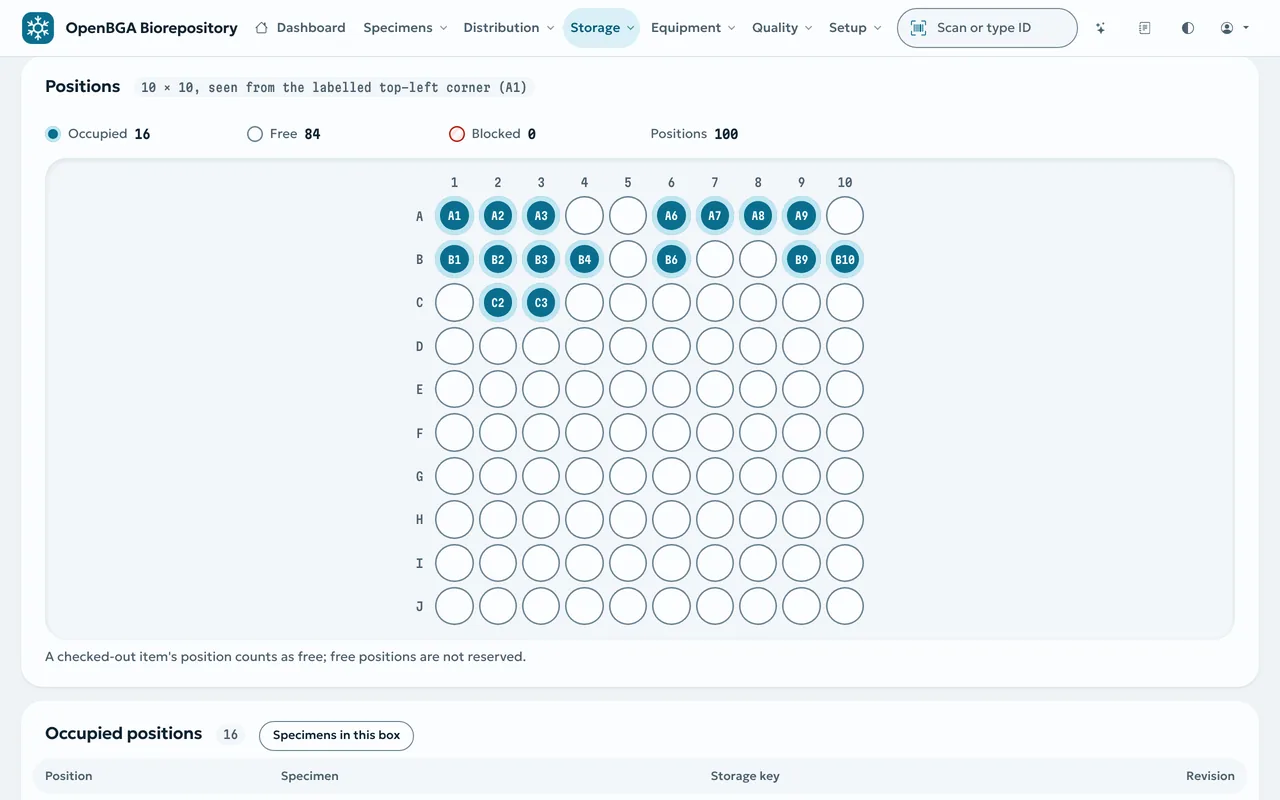 OpenBGA Biorepository Dashboard Specimens Distribution Storage Equipment Quality Setup Scan or type ID
Positions 10 × 10, seen from the labelled top-left corner (A1)
Occupied 16 Free 84 Blocked 0 Positions 100
1 2 3 4 5 6 7 8 9 10
A A1 A2 A3 A6 A7 A8 A9
B B1 B2 B3 B4 B6 B9 B10
C C2 C3
D
E
F
G
H
I
J
A checked-out item's position counts as free; free positions are not reserved.
Occupied positions 16 Specimens in this box
Position Specimen Storage key Revision